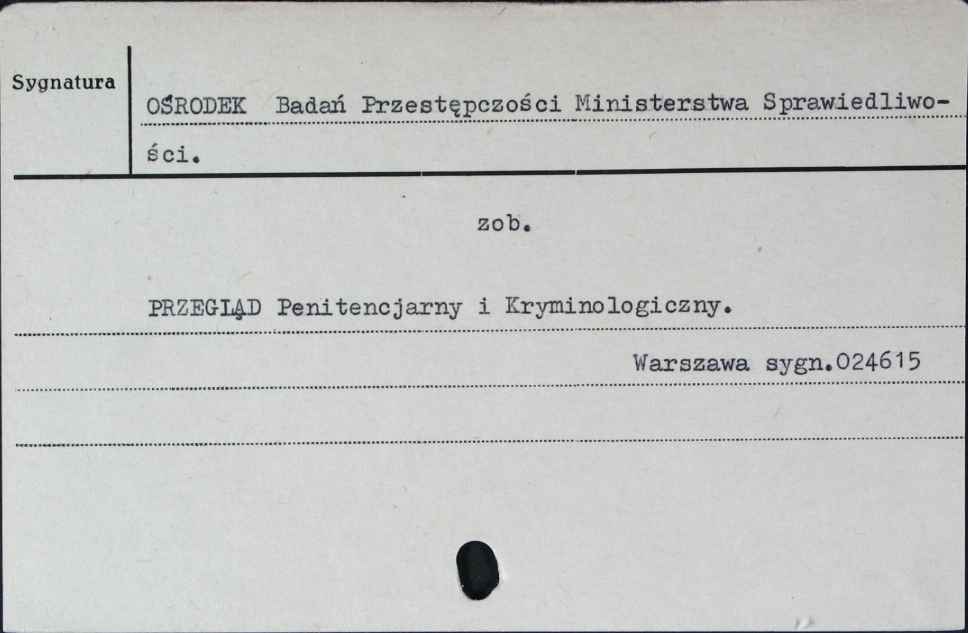 Sygnatura
OŚRODEK Badań Przestępczości Ministerstwa Sprawiedliwo-
ści.
zob.
PRZEGLĄD Penitencjarny i Kryminologiczny.
Warszawa sygn.024615